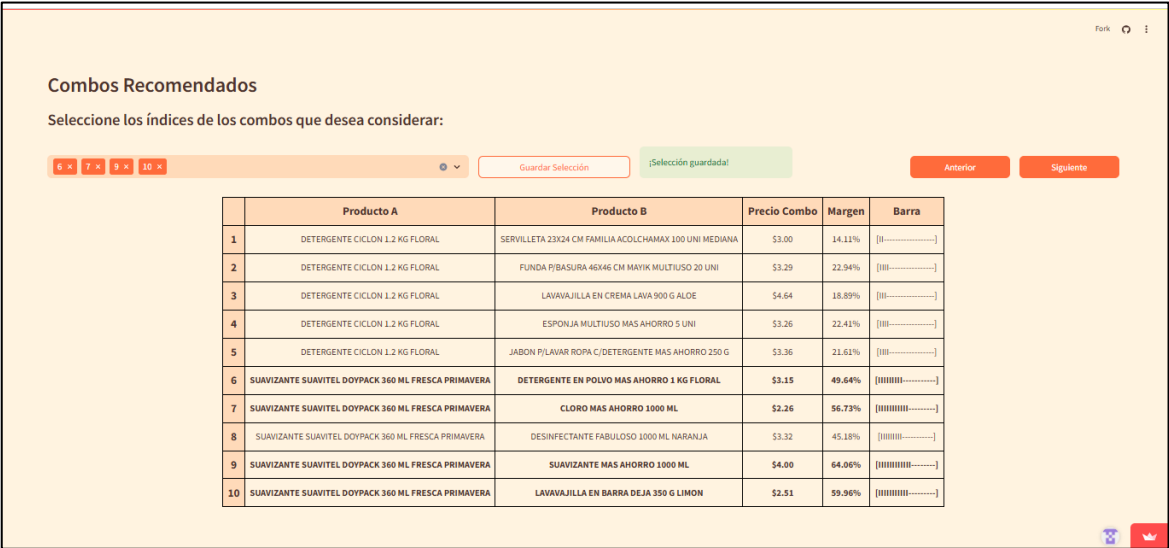 Fork
Combos Recomendados
Seleccione los índices de los combos que desea considerar:
6 × 7 × 9 × 10 × Guardar Selección ¡Selección guardada! Anterior Siguiente
Producto A Producto B Precio Combo Margen Barra
1 DETERGENTE CICLON 1.2 KG FLORAL SERVILLETA 23X24 CM FAMILIA ACOLCHAMAX 100 UNI MEDIANA $3.00 14.11%
2 DETERGENTE CICLON 1.2 KG FLORAL FUNDA P/BASURA 46X46 CM MAYIK MULTIUSO 20 UNI $3.29 22.94%
3 DETERGENTE CICLON 1.2 KG FLORAL LAVAVAJILLA EN CREMA LAVA 900 G ALOE $4.64 18.89%
4 DETERGENTE CICLON 1.2 KG FLORAL ESPONJA MULTIUSO MAS AHORRO 5 UNI $3.26 22.41%
5 DETERGENTE CICLON 1.2 KG FLORAL JABON P/LAVAR ROPA C/DETERGENTE MAS AHORRO 250 G $3.36 21.61%
6 SUAVIZANTE SUAVITEL DOYPACK 360 ML FRESCA PRIMAVERA DETERGENTE EN POLVO MAS AHORRO 1 KG FLORAL $3.15 49.64%
7 SUAVIZANTE SUAVITEL DOYPACK 360 ML FRESCA PRIMAVERA CLORO MAS AHORRO 1000 ML $2.26 56.73%
8 SUAVIZANTE SUAVITEL DOYPACK 360 ML FRESCA PRIMAVERA DESINFECTANTE FABULOSO 1000 ML NARANJA $3.32 45.18%
9 SUAVIZANTE SUAVITEL DOYPACK 360 ML FRESCA PRIMAVERA SUAVIZANTE MAS AHORRO 1000 ML $4.00 64.06%
10 SUAVIZANTE SUAVITEL DOYPACK 360 ML FRESCA PRIMAVERA LAVAVAJILLA EN BARRA DEJA 350 G LIMON $2.51 59.96%